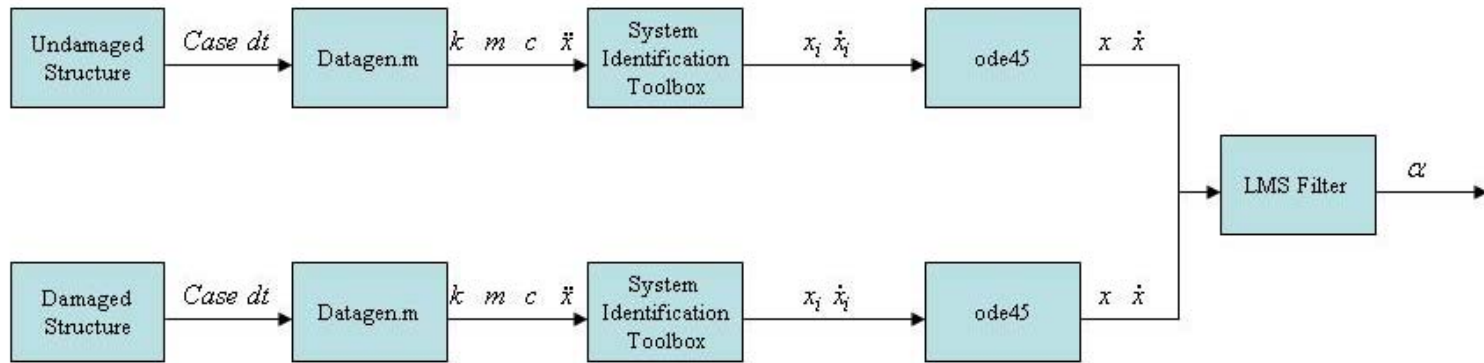 Undamaged
Structure
Case dt
Datagen.m
k m c ẍ
System
Identification
Toolbox
xᵢ ẋᵢ
ode45
x ẋ
LMS Filter
α
Damaged
Structure
Case dt
Datagen.m
k m c ẍ
System
Identification
Toolbox
xᵢ ẋᵢ
ode45
x ẋ